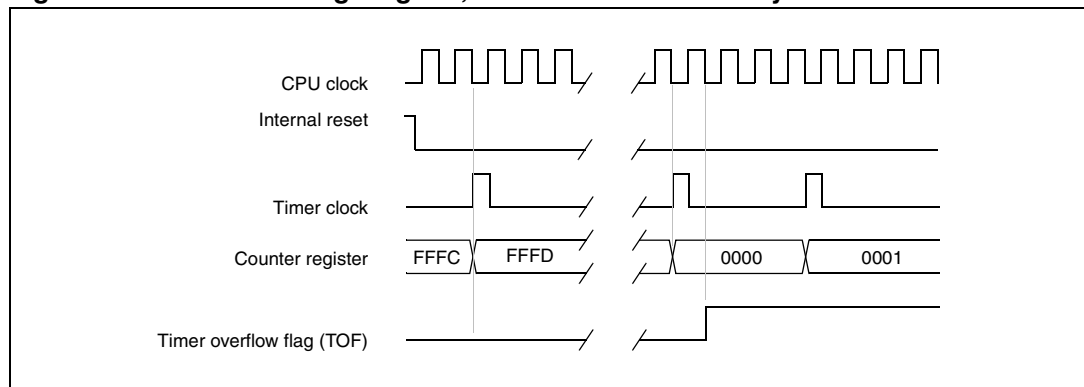 CPU clock
Internal reset
Timer clock
Counter register
FFFC
FFFD
0000
0001
Timer overflow flag (TOF)